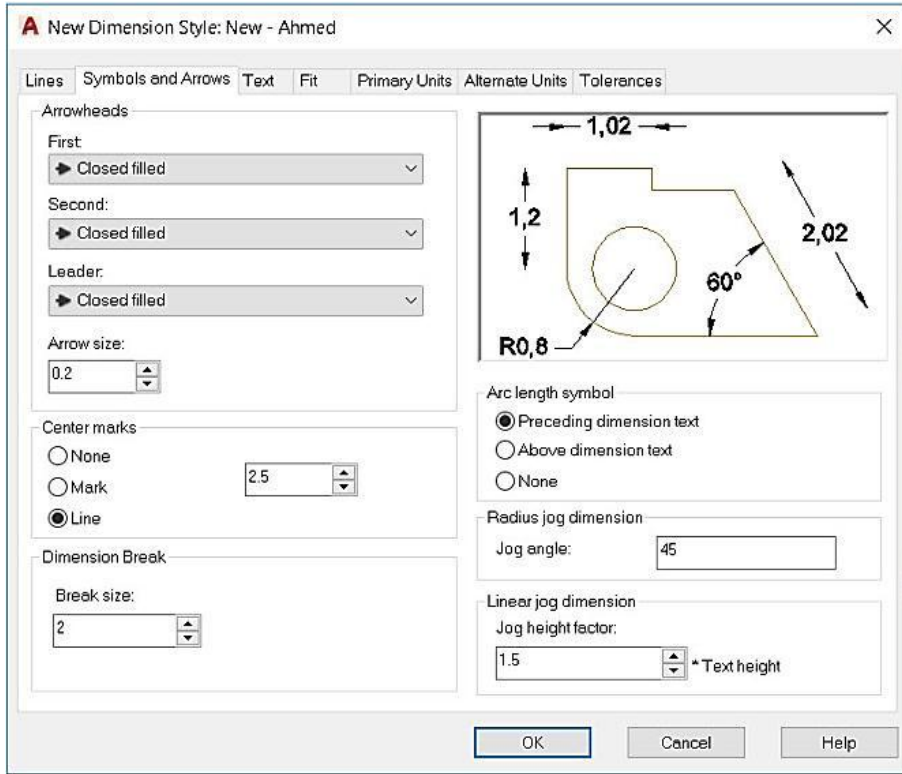 A New Dimension Style: New - Ahmed
Lines Symbols and Arrows Text Fit Primary Units Alternate Units Tolerances
Arrowheads
First:
Closed filled
Second:
Closed filled
Leader:
Closed filled
Arrow size:
0.2
Center marks
None
Mark
Line
2.5
Dimension Break
Break size:
2
1,02
1,2
2,02
60°
R0,8
Arc length symbol
Preceding dimension text
Above dimension text
None
Radius jog dimension
Jog angle:
45
Linear jog dimension
Jog height factor:
1.5
* Text height
OK Cancel Help